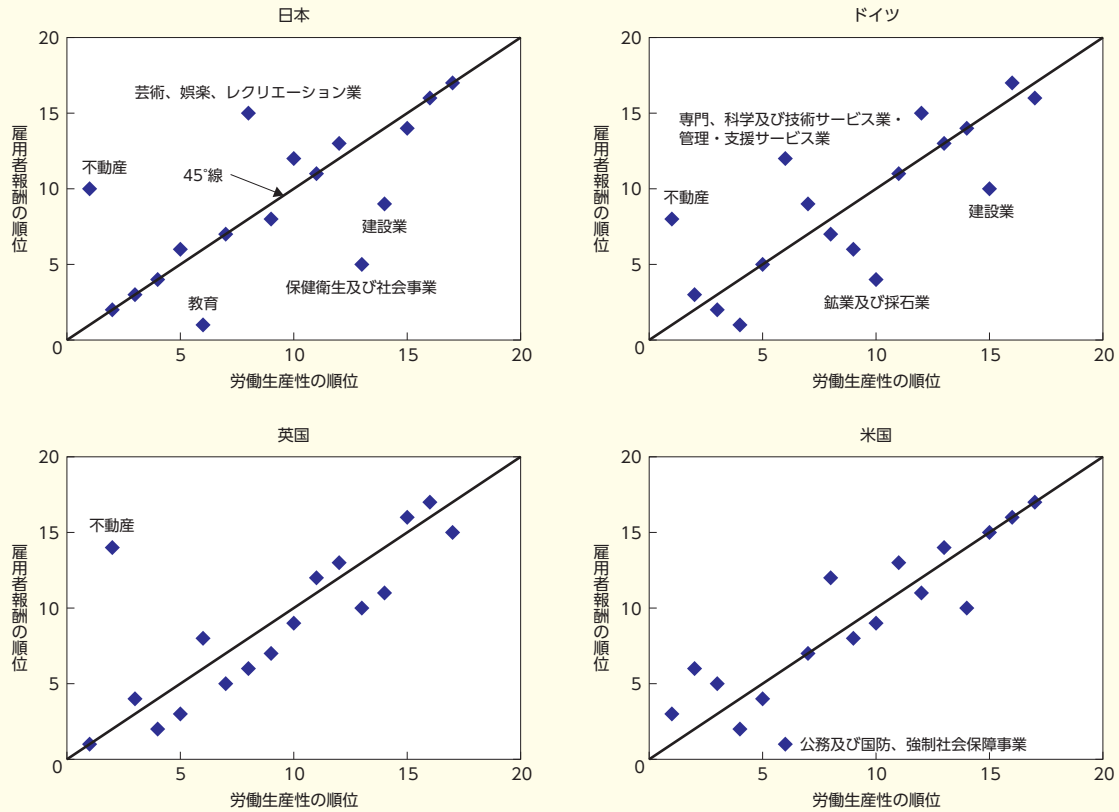 日本
20
15
10
5
0
5
10
15
20
雇用者報酬の順位
労働生産性の順位
芸術、娯楽、レクリエーション業
不動産
45°線
建設業
保健衛生及び社会事業
教育
ドイツ
20
15
10
5
0
5
10
15
20
雇用者報酬の順位
労働生産性の順位
専門、科学及び技術サービス業・
管理・支援サービス業
不動産
建設業
鉱業及び採石業
英国
20
15
10
5
0
5
10
15
20
雇用者報酬の順位
労働生産性の順位
不動産
米国
20
15
10
5
0
5
10
15
20
雇用者報酬の順位
労働生産性の順位
公務及び国防、強制社会保障事業